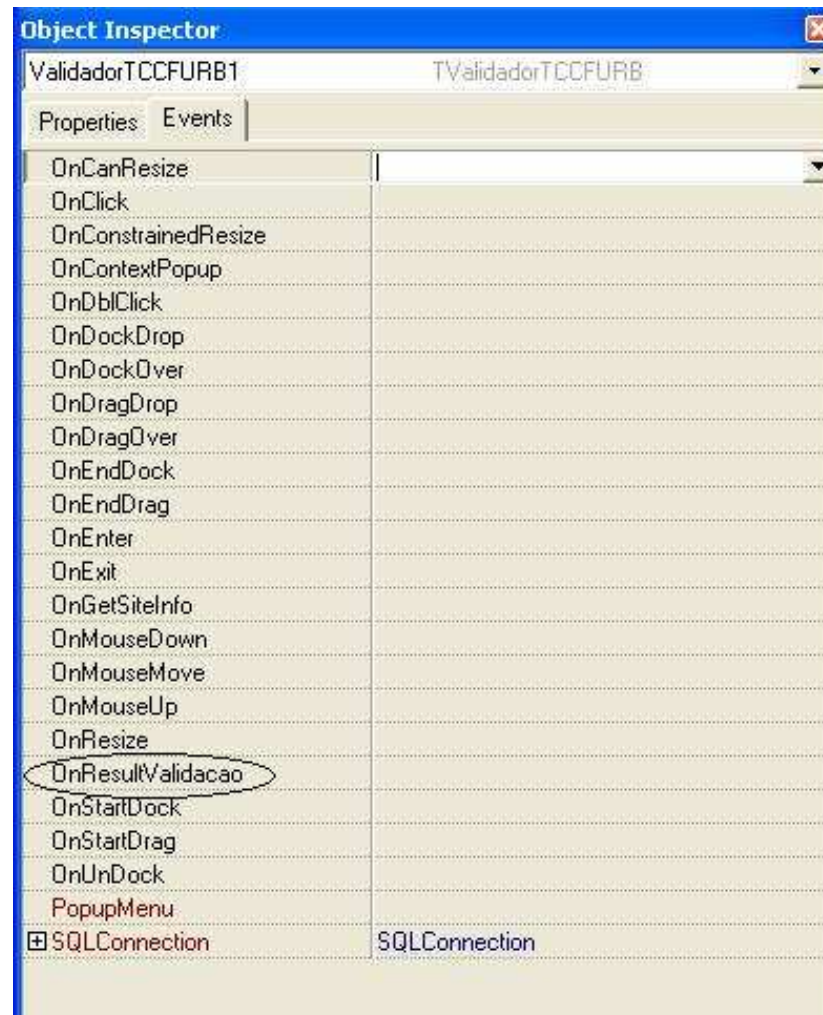 Object Inspector
ValidadorTCCFURB1 TValidadorTCCFURB
Properties Events
OnCanResize
OnClick
OnConstrainedResize
OnContextPopup
OnDblClick
OnDockDrop
OnDockOver
OnDragDrop
OnDragOver
OnEndDock
OnEndDrag
OnEnter
OnExit
OnGetSiteInfo
OnMouseDown
OnMouseMove
OnMouseUp
OnResize
OnResultValidacao
OnStartDock
OnStartDrag
OnUnDock
PopupMenu
SQLConnection SQLConnection